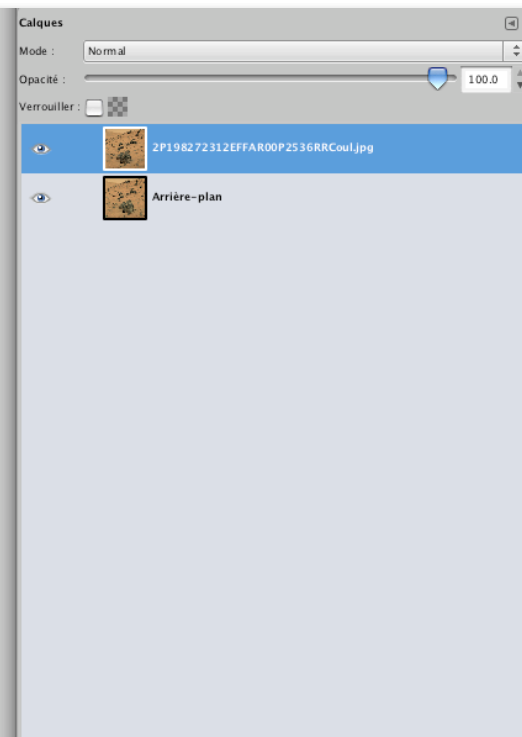 Calques
Mode : Normal
Opacité : 100.0
Verrouiller :
2P198272312EFFAR00P2536RRCoul.jpg
Arrière-plan